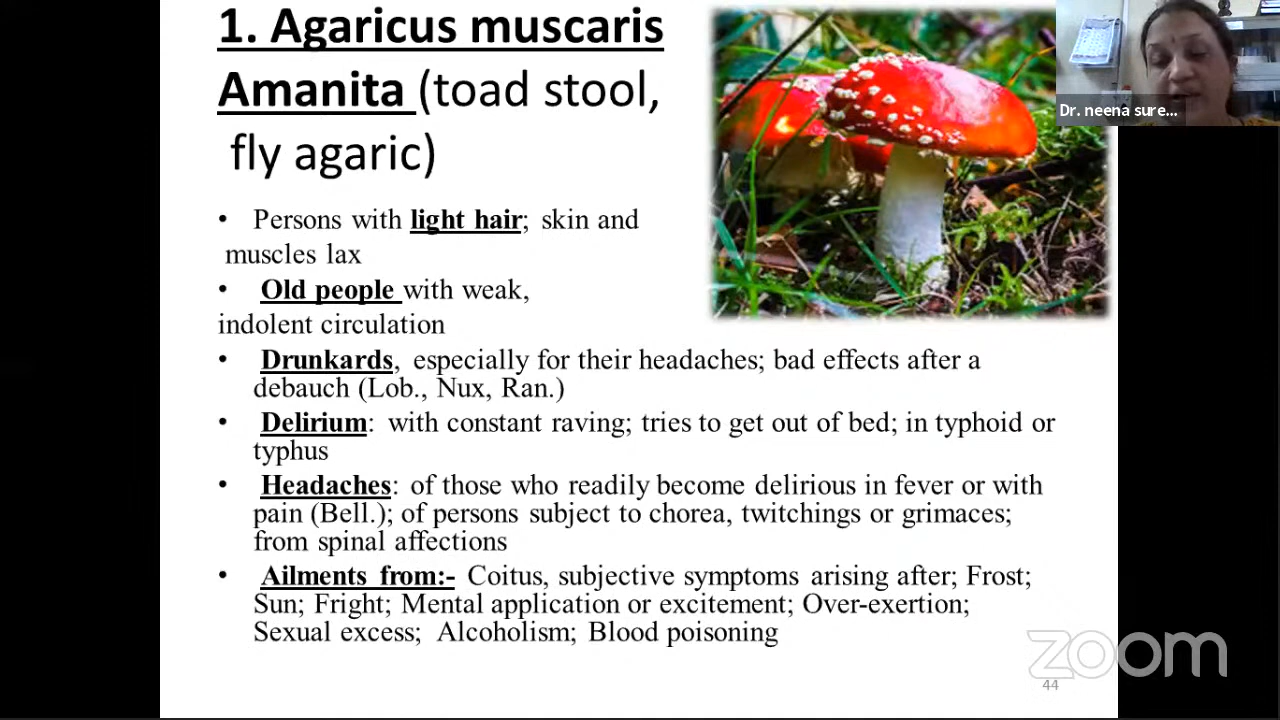 1. Agaricus muscaris
Amanita (toad stool,
fly agaric)
• Persons with light hair; skin and
muscles lax
• Old people with weak,
indolent circulation
• Drunkards, especially for their headaches; bad effects after a
debauch (Lob., Nux, Ran.)
• Delirium: with constant raving; tries to get out of bed; in typhoid or
typhus
• Headaches: of those who readily become delirious in fever or with
pain (Bell.); of persons subject to chorea, twitchings or grimaces;
from spinal affections
• Ailments from:- Coitus, subjective symptoms arising after; Frost;
Sun; Fright; Mental application or excitement; Over-exertion;
Sexual excess; Alcoholism; Blood poisoning
Dr. neena sure...
zoom
44